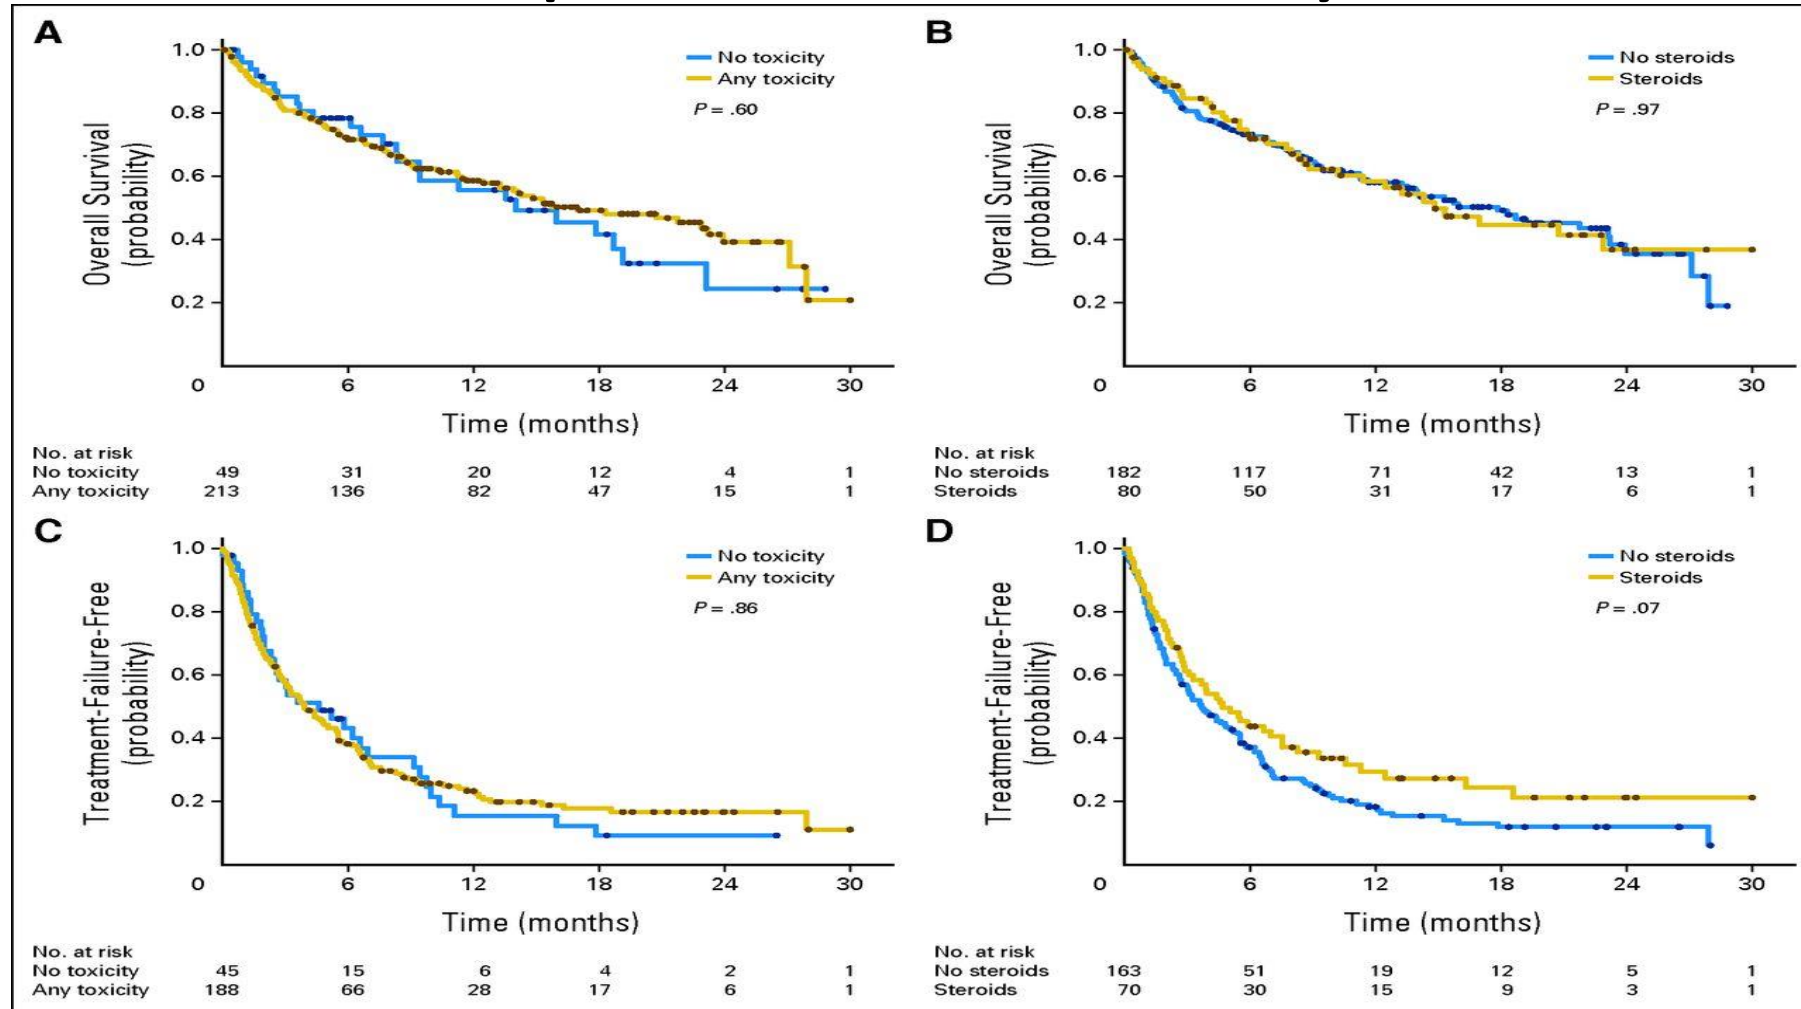 A
Overall Survival
(probability)
1.0
0.8
0.6
0.4
0.2
0
6
12
18
24
30
No toxicity
Any toxicity
P = .60
Time (months)
No. at risk
No toxicity 49 31 20 12 4 1
Any toxicity 213 136 82 47 15 1
B
Overall Survival
(probability)
1.0
0.8
0.6
0.4
0.2
0
6
12
18
24
30
No steroids
Steroids
P = .97
Time (months)
No. at risk
No steroids 182 117 71 42 13 1
Steroids 80 50 31 17 6 1
C
Treatment-Failure-Free
(probability)
1.0
0.8
0.6
0.4
0.2
0
6
12
18
24
30
No toxicity
Any toxicity
P = .86
Time (months)
No. at risk
No toxicity 45 15 6 4 2 1
Any toxicity 188 66 28 17 6 1
D
Treatment-Failure-Free
(probability)
1.0
0.8
0.6
0.4
0.2
0
6
12
18
24
30
No steroids
Steroids
P = .07
Time (months)
No. at risk
No steroids 163 51 19 12 5 1
Steroids 70 30 15 9 3 1